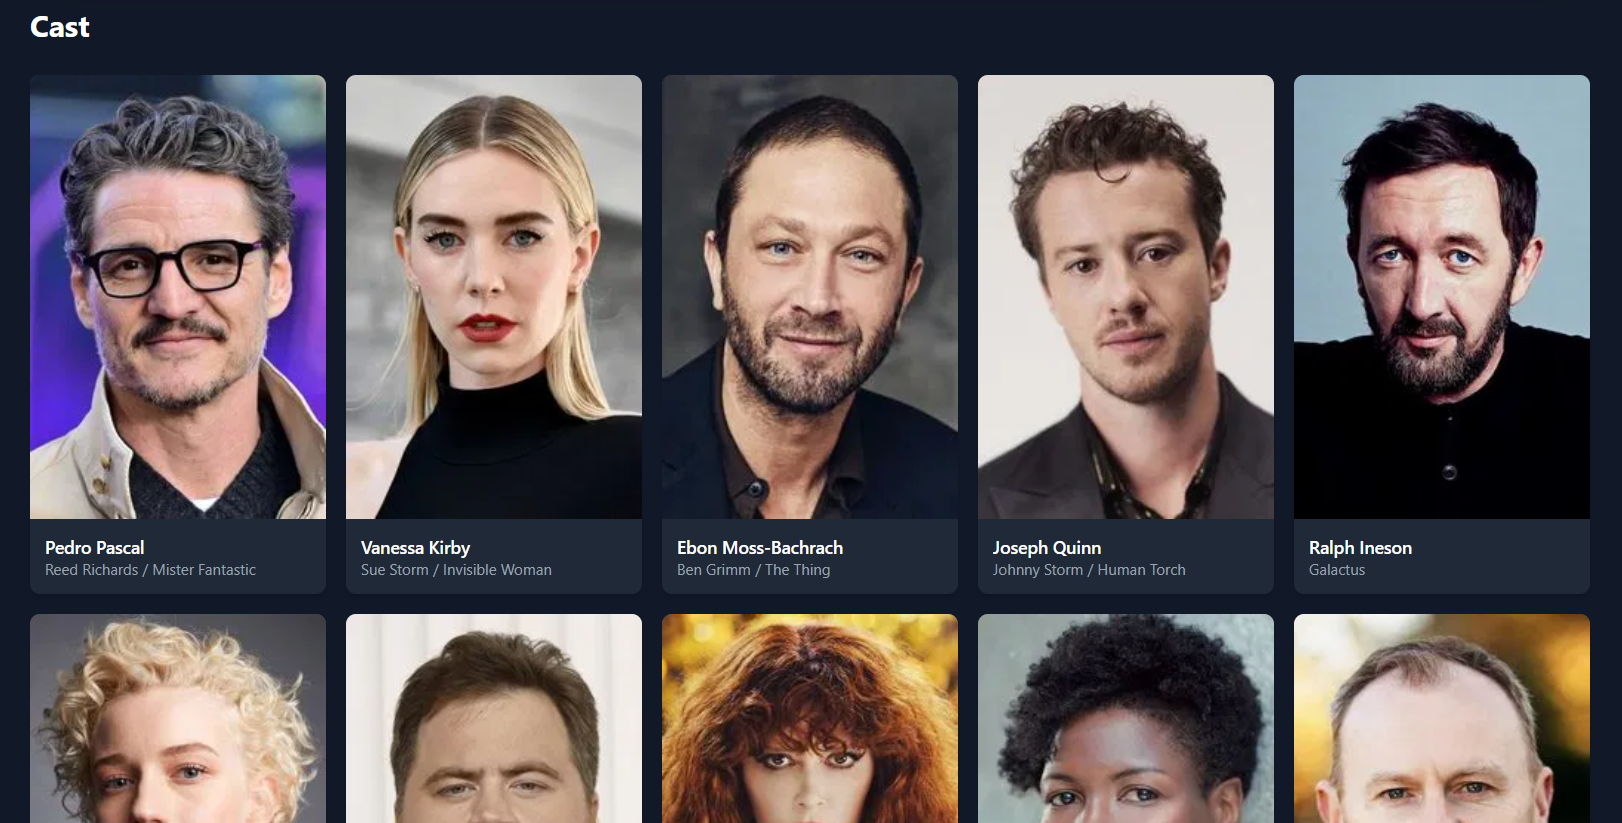 Cast
Pedro Pascal
Reed Richards / Mister Fantastic
Vanessa Kirby
Sue Storm / Invisible Woman
Ebon Moss-Bachrach
Ben Grimm / The Thing
Joseph Quinn
Johnny Storm / Human Torch
Ralph Ineson
Galactus